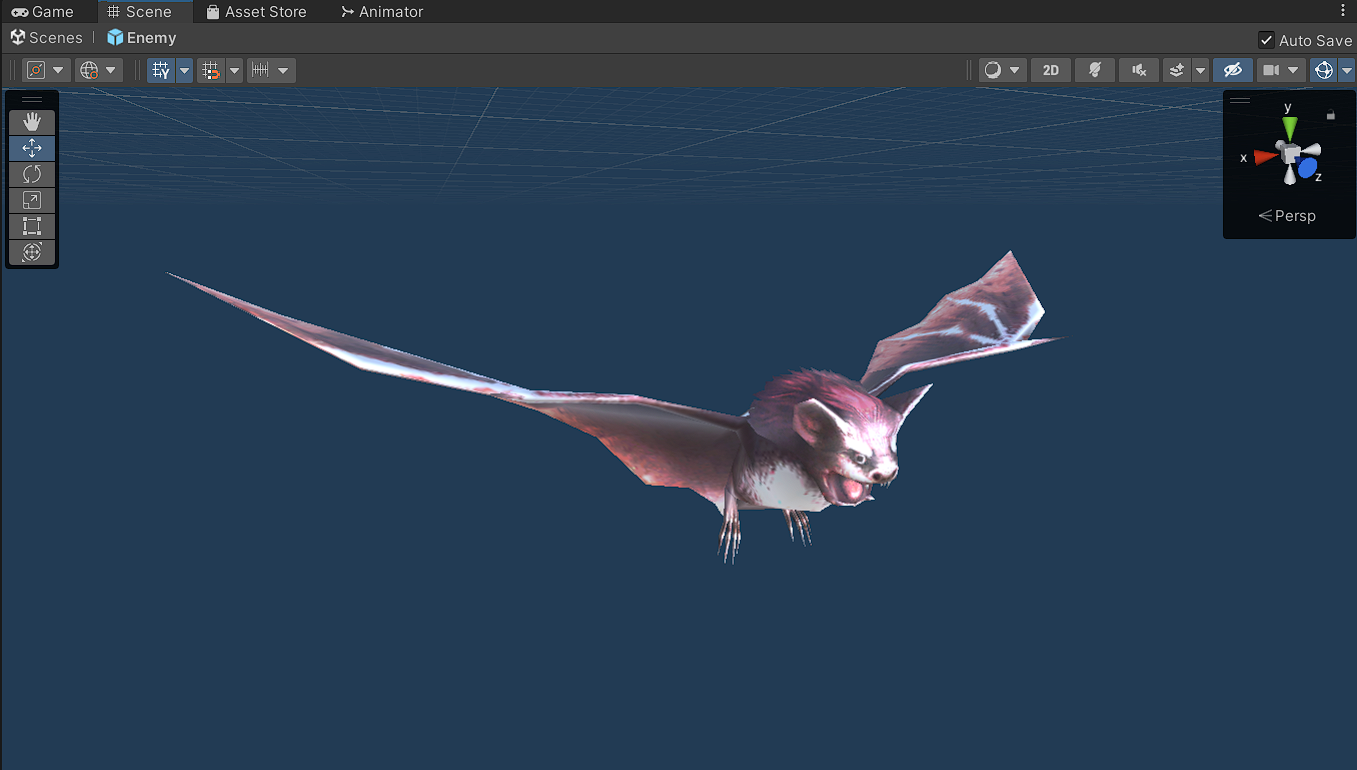 Game Scene Asset Store Animator
Scenes Enemy
Auto Save
Y 2D
y
x
z
Persp